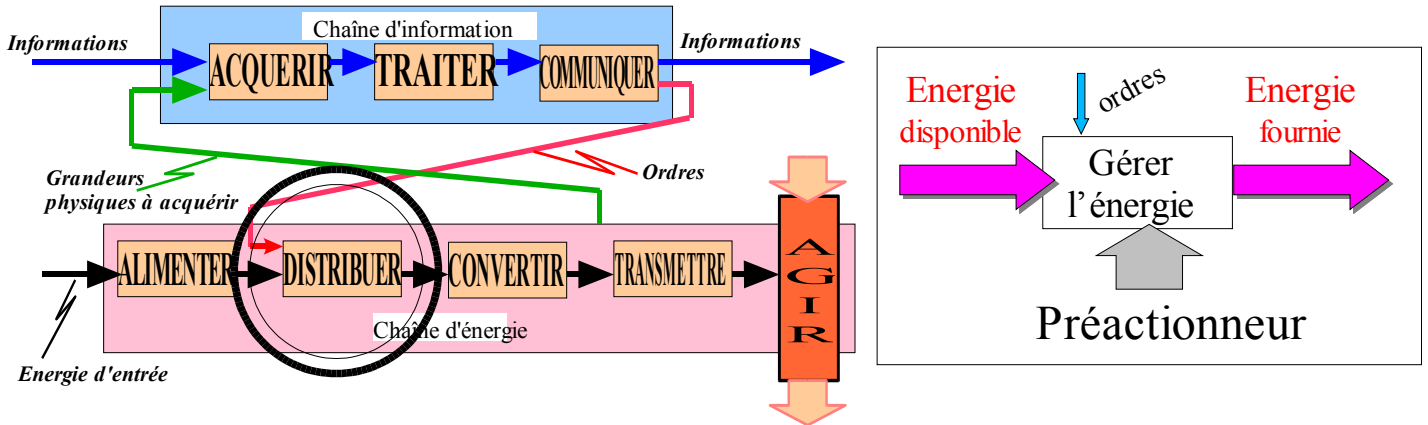 Chaîne d'information
Informations
Informations
ACQUERIR
TRAITER
COMMUNIQUER
Grandeurs
physiques à acquérir
Ordres
ALIMENTER
DISTRIBUER
CONVERTIR
TRANSMETTRE
AGIR
Chaîne d'énergie
Energie d'entrée
Energie
disponible
ordres
Energie
fournie
Gérer
l'énergie
Préactionneur